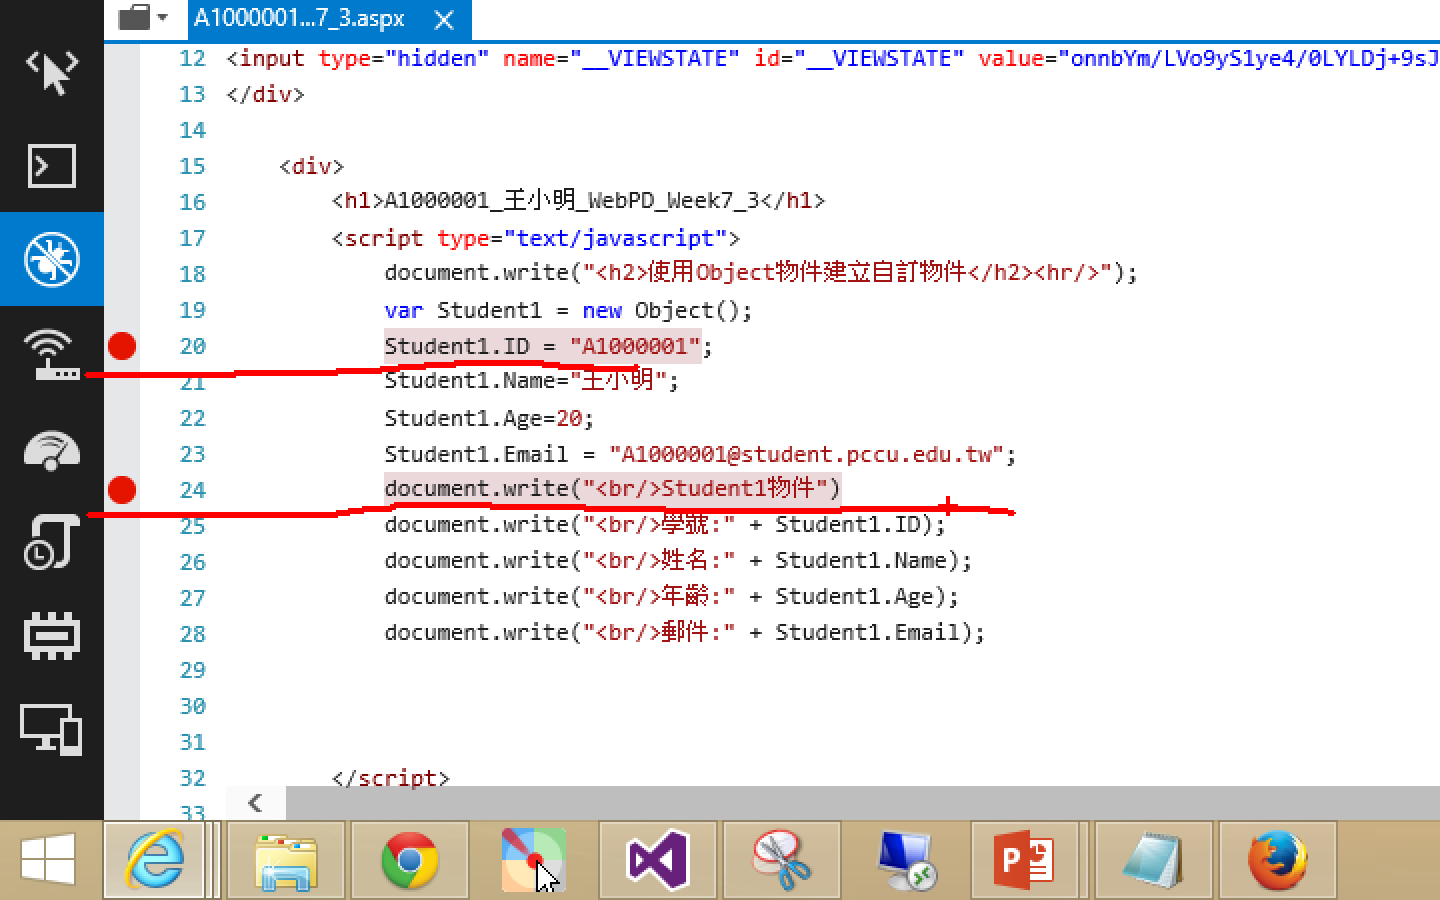 A1000001...7_3.aspx
12 <input type="hidden" name="__VIEWSTATE" id="__VIEWSTATE" value="onnbYm/LVo9yS1ye4/0LYLDj+9sJ
13 </div>
14
15 <div>
16 <h1>A1000001_王小明_WebPD_Week7_3</h1>
17 <script type="text/javascript">
18 document.write("<h2>使用Object物件建立自訂物件</h2><hr/>");
19 var Student1 = new Object();
20 Student1.ID = "A1000001";
21 Student1.Name="王小明";
22 Student1.Age=20;
23 Student1.Email = "A1000001@student.pccu.edu.tw";
24 document.write("<br/>Student1物件")
25 document.write("<br/>學號:" + Student1.ID);
26 document.write("<br/>姓名:" + Student1.Name);
27 document.write("<br/>年齡:" + Student1.Age);
28 document.write("<br/>郵件:" + Student1.Email);
29
30
31
32 </script>
33